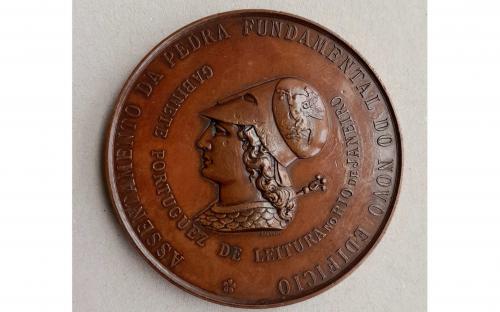 ASSENTAMENTO DA PEDRA FUNDAMENTAL DO NOVO EDIFICIO
GABINETE PORTUGUEZ DE LEITURA NO RIO DE JANEIRO